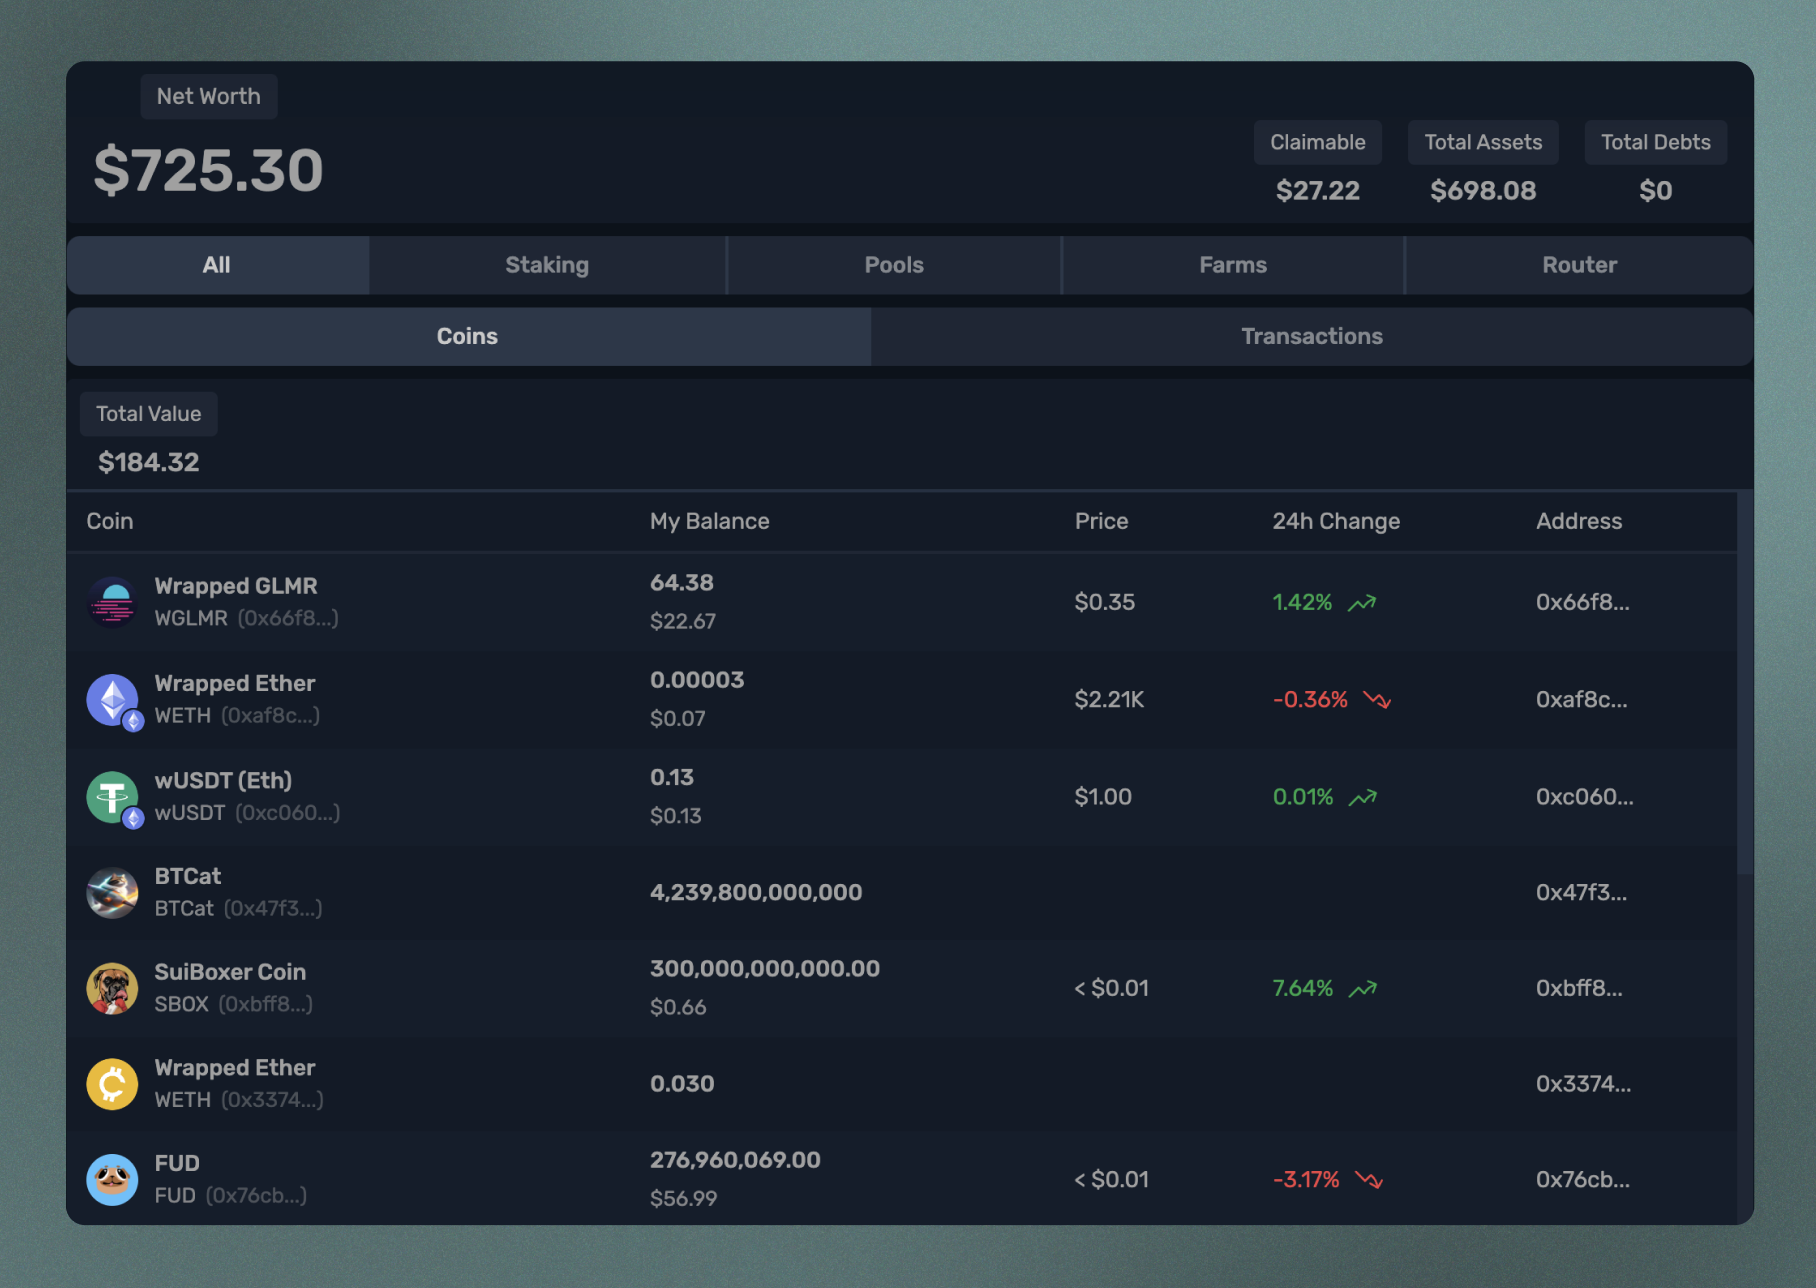 Net Worth
$725.30
Claimable
$27.22
Total Assets
$698.08
Total Debts
$0
All Staking Pools Farms Router
Coins Transactions
Total Value
$184.32
Coin My Balance Price 24h Change Address
Wrapped GLMR
WGLMR (0x66f8...)
64.38
$22.67
$0.35
1.42%
0x66f8...
Wrapped Ether
WETH (0xaf8c...)
0.00003
$0.07
$2.21K
-0.36%
0xaf8c...
wUSDT (Eth)
wUSDT (0xc060...)
0.13
$0.13
$1.00
0.01%
0xc060...
BTCat
BTCat (0x47f3...)
4,239,800,000,000
0x47f3...
SuiBoxer Coin
SBOX (0xbff8...)
300,000,000,000.00
$0.66
< $0.01
7.64%
0xbff8...
Wrapped Ether
WETH (0x3374...)
0.030
0x3374...
FUD
FUD (0x76cb...)
276,960,069.00
$56.99
< $0.01
-3.17%
0x76cb...